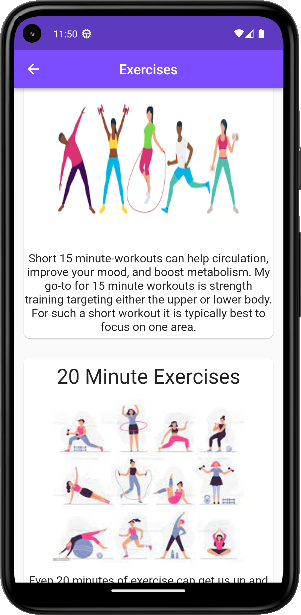 11:50
Exercises
Short 15 minute-workouts can help circulation,
improve your mood, and boost metabolism. My
go-to for 15 minute workouts is strength
training targeting either the upper or lower body.
For such a short workout it is typically best to
focus on one area.
20 Minute Exercises
Even 20 minutes of exercise can get us up and